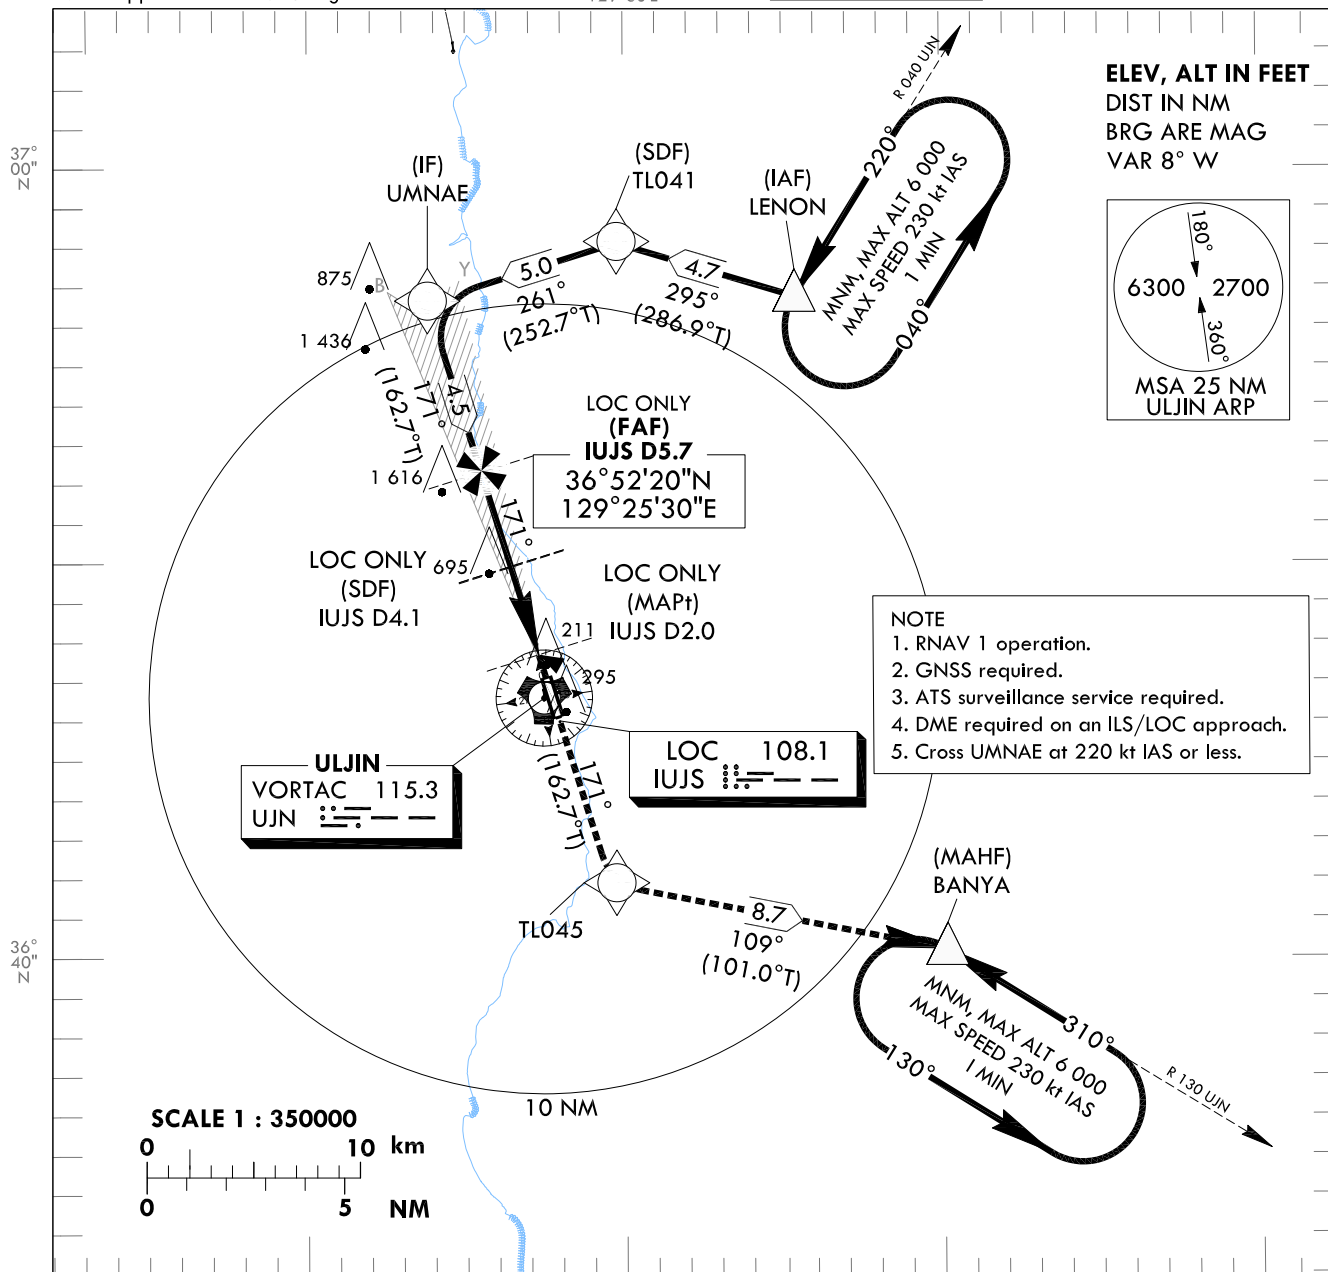 R 040 UJN
ELEV, ALT IN FEET
DIST IN NM
BRG ARE MAG
VAR 8° W
37°
00"
N
(IF)
UMNAE
(SDF)
TL041
(IAF)
LENON
220°
MNM, MAX ALT 6 000
MAX SPEED 230 kt IAS
1 MIN
040°
180°
6300
2700
360°
MSA 25 NM
ULJIN ARP
875
B
Y
5.0
261°
(252.7°T)
4.7
295°
(286.9°T)
1 436
171°
(162.7°T)
4.5
LOC ONLY
(FAF)
IUJS D5.7
36°52'20"N
129°25'30"E
1 616
171°
LOC ONLY
(SDF)
IUJS D4.1
695
LOC ONLY
(MAPt)
IUJS D2.0
211
295
NOTE
1. RNAV 1 operation.
2. GNSS required.
3. ATS surveillance service required.
4. DME required on an ILS/LOC approach.
5. Cross UMNAE at 220 kt IAS or less.
ULJIN
VORTAC 115.3
UJN
LOC 108.1
IUJS
171°
(162.7°T)
TL045
8.7
109°
(101.0°T)
(MAHF)
BANYA
36°
40"
N
MNM, MAX ALT 6 000
MAX SPEED 230 kt IAS
1 MIN
310°
130°
R 130 UJN
10 NM
SCALE 1 : 350000
0 10 km
0 5 NM